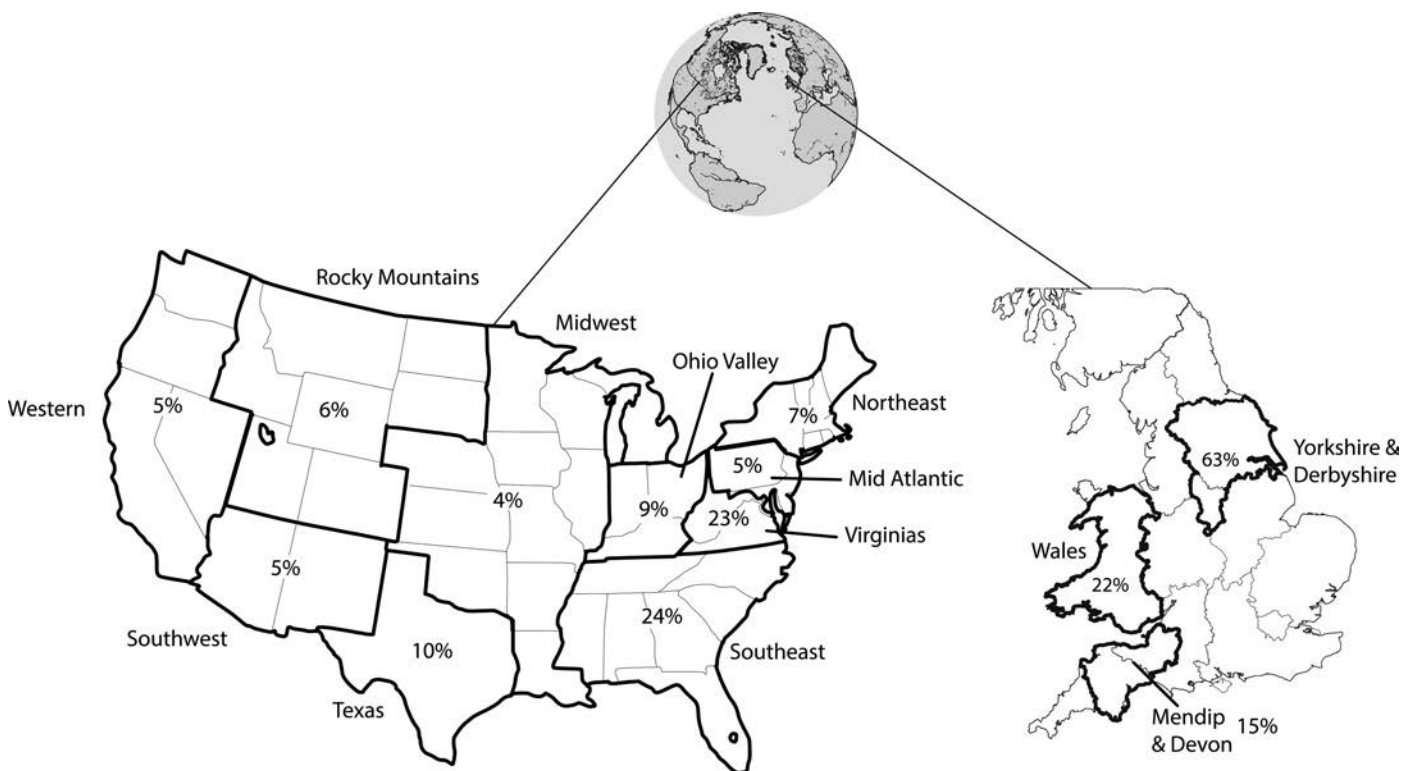 Rocky Mountains
Midwest
Ohio Valley
Western
5%
6%
7%
Northeast
5%
Mid Atlantic
4%
9%
23%
Virginias
5%
24%
Southwest
10%
Southeast
Texas
63%
Yorkshire &
Derbyshire
Wales
22%
Mendip
& Devon
15%